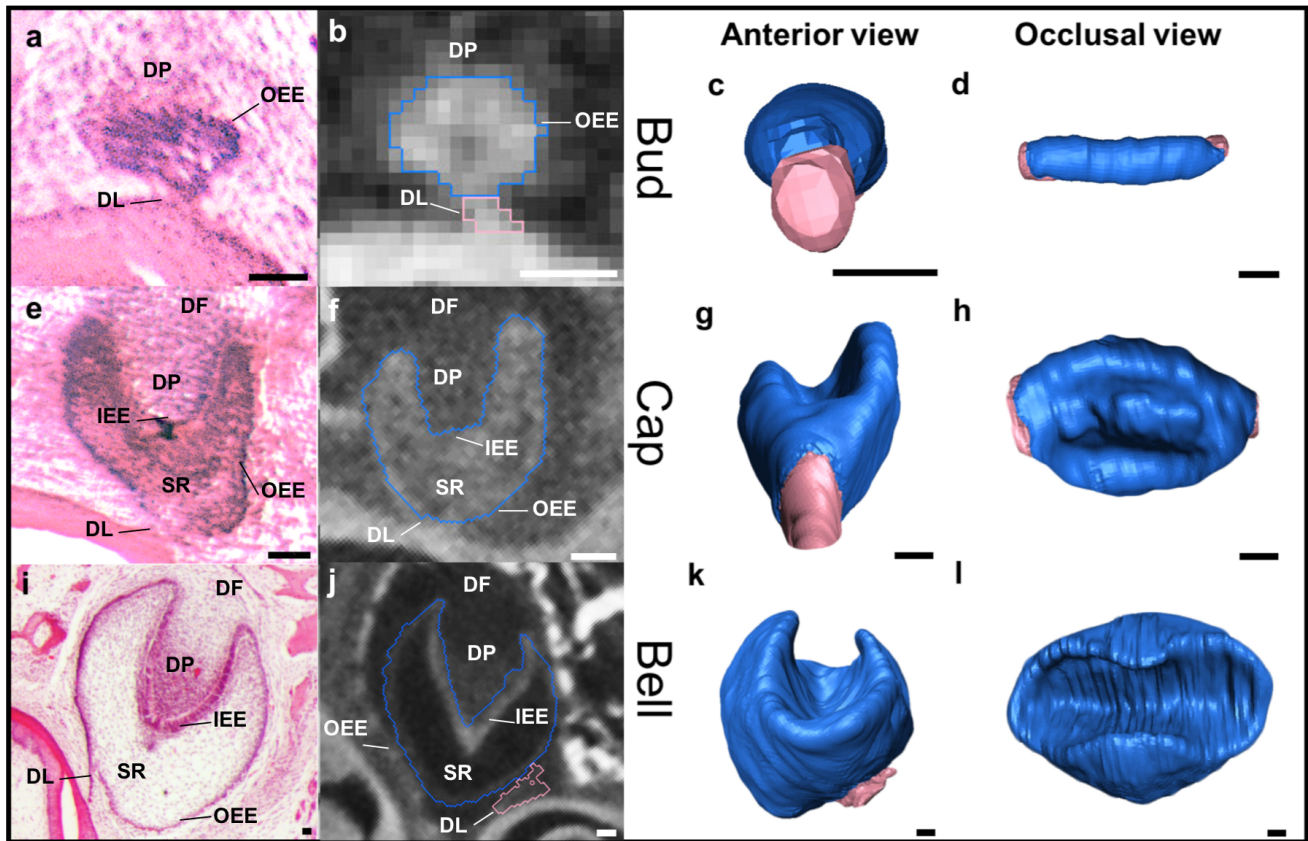 Anterior view
Occlusal view
a
DP
OEE
DL
b
DP
OEE
DL
Bud
c
d
e
DF
DP
IEE
SR
OEE
DL
f
DF
DP
IEE
SR
OEE
DL
Cap
g
h
i
DF
DP
IEE
SR
DL
OEE
j
DF
DP
IEE
OEE
SR
DL
Bell
k
l